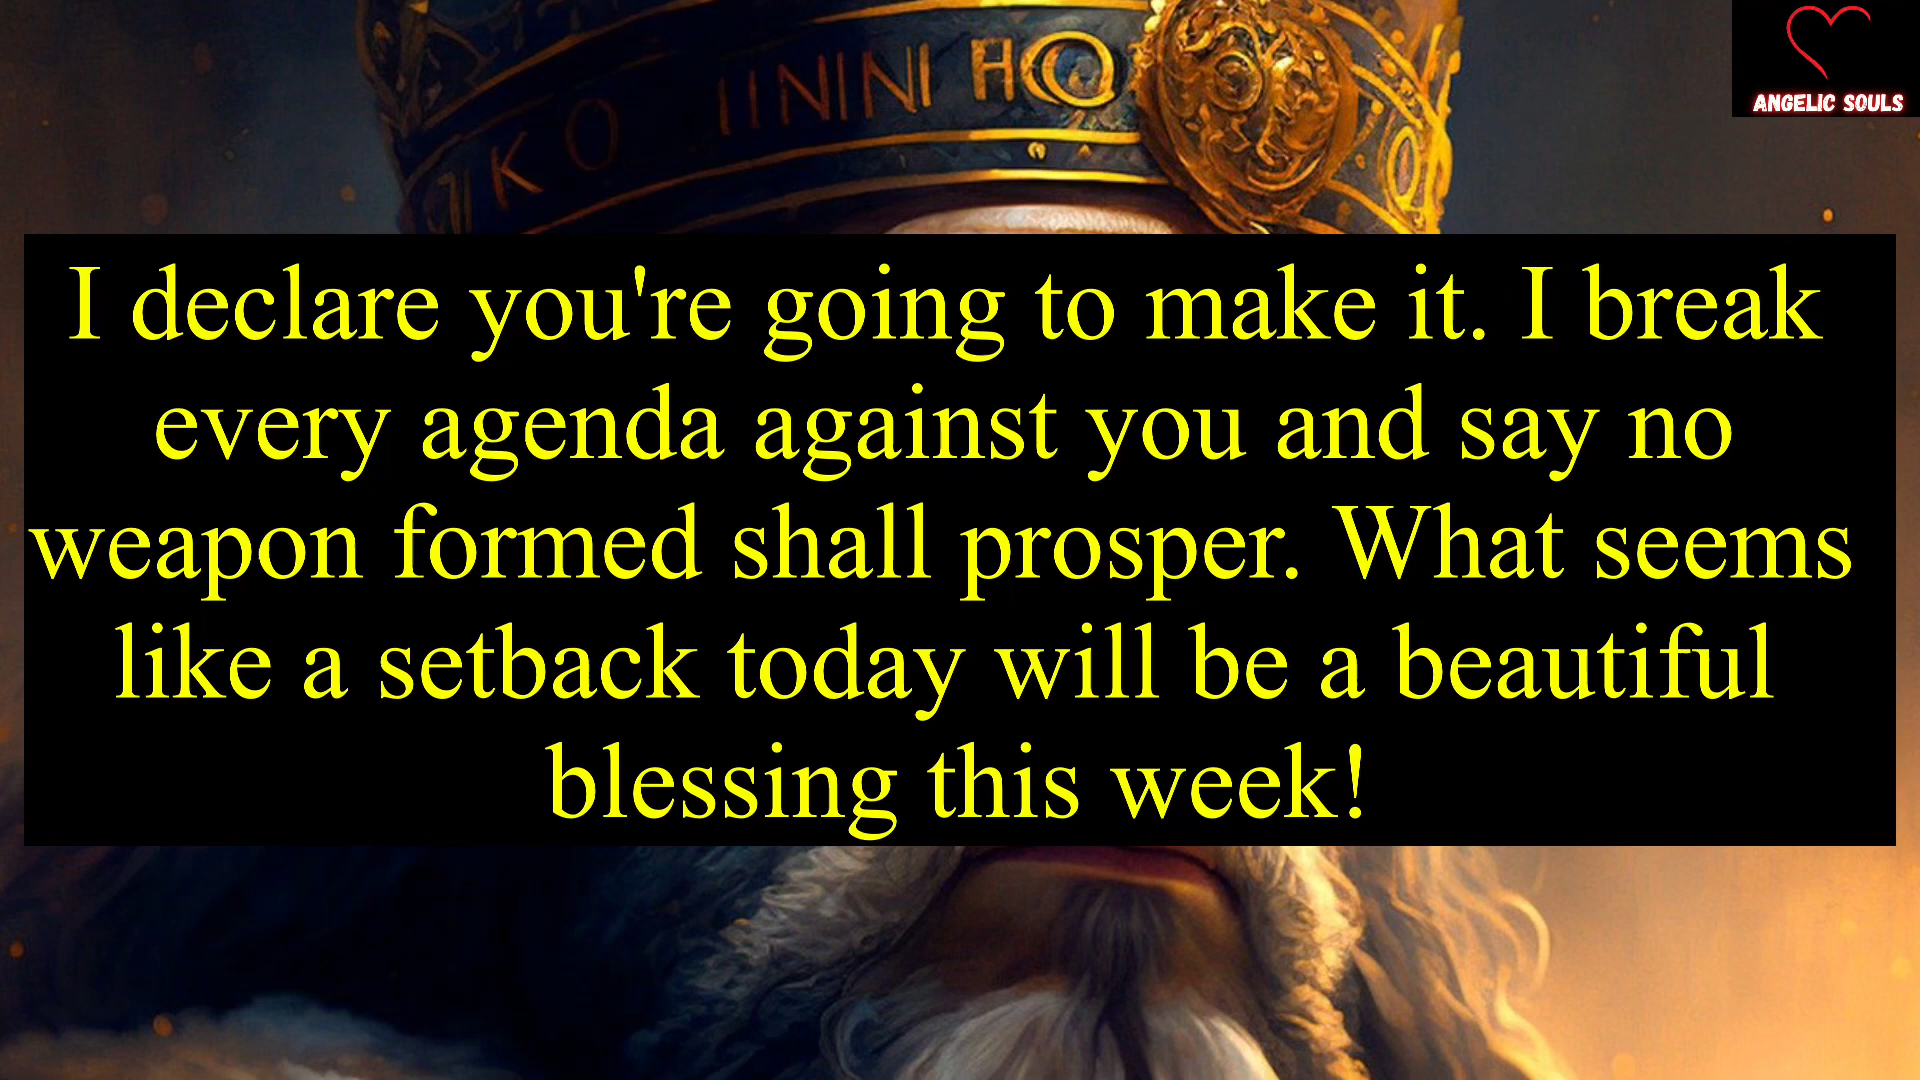 ANGELIC SOULS
I declare you're going to make it. I break
every agenda against you and say no
weapon formed shall prosper. What seems
like a setback today will be a beautiful
blessing this week!